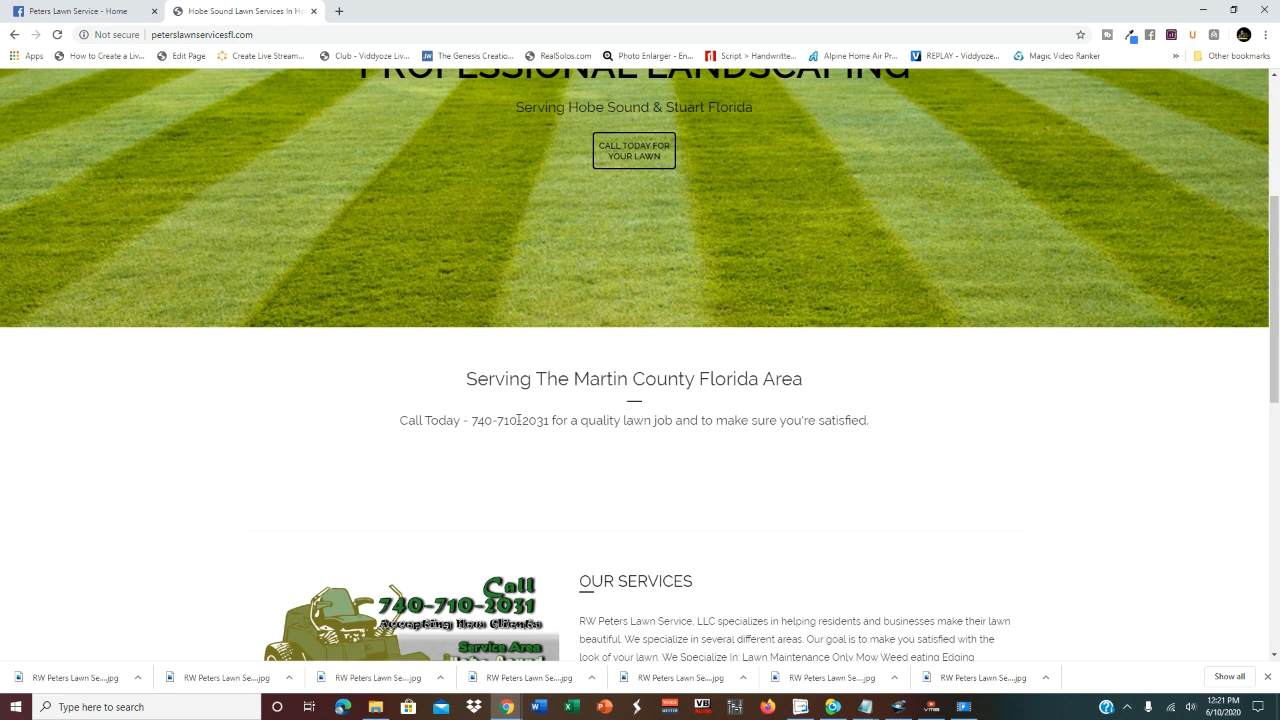 Peters Lawn Services - Home
Hobe Sound Lawn Services In Ho
Not secure | peterslawnservicesfl.com
Apps
How to Create a Liv...
Edit Page
Create Live Stream...
Club - Viddyoze...
The Genesis Creatio...
RealSolos.com
Photo Enlarger - En...
Script > Handwritte...
Alpine Home Air Pr...
REPLAY - Viddyoze...
Magic Video Ranker
»
Other bookmarks
PROFESSIONAL LANDSCAPING
Serving Hobe Sound & Stuart Florida
CALL TODAY FOR
YOUR LAWN
Serving The Martin County Florida Area
Call Today - 740-710-2031 for a quality lawn job and to make sure you're satisfied.
Call
740-710-2031
Accepting New Clients
Service Area
Hobe Sound
OUR SERVICES
RW Peters Lawn Service, LLC specializes in helping residents and businesses make their lawn
beautiful. We specialize in several different areas. Our goal is to make you satisfied with the
look of your lawn. We Specialize In: Lawn Maintenance Only Mow Weed eating Edging
RW Peters Lawn Se....jpg
RW Peters Lawn Se....jpg
RW Peters Lawn Se....jpg
RW Peters Lawn Se....jpg
RW Peters Lawn Se....jpg
RW Peters Lawn Se....jpg
RW Peters Lawn Se....jpg
Show all
Type here to search
12:21 PM
6/10/2020